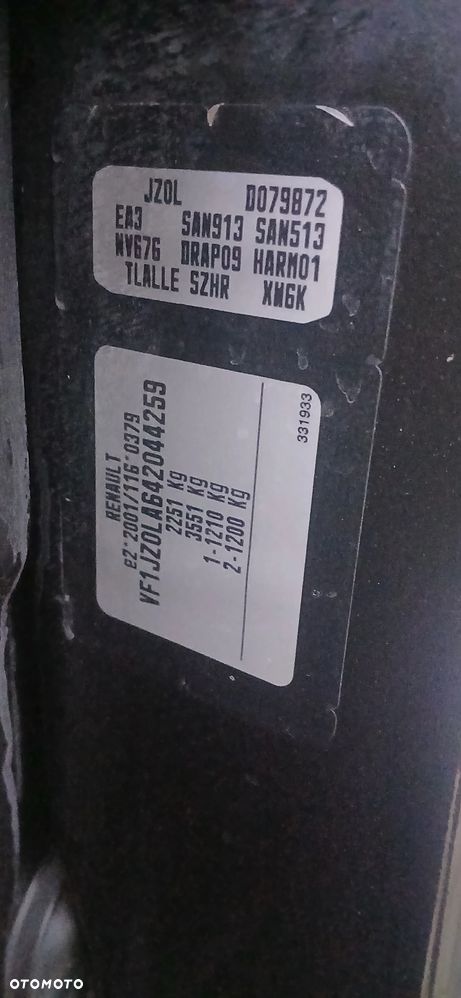 JZ0L D079872
EA3 SAN913 SAN513
NV676 DRAP09 HARM01
TLALLE SZHR XW6K
RENAULT
e2*2001/116*0379
VF1JZ0LA642044259
2251 Kg
3551 Kg
1-1210 Kg
2-1200 Kg
331933
OTOMOTO